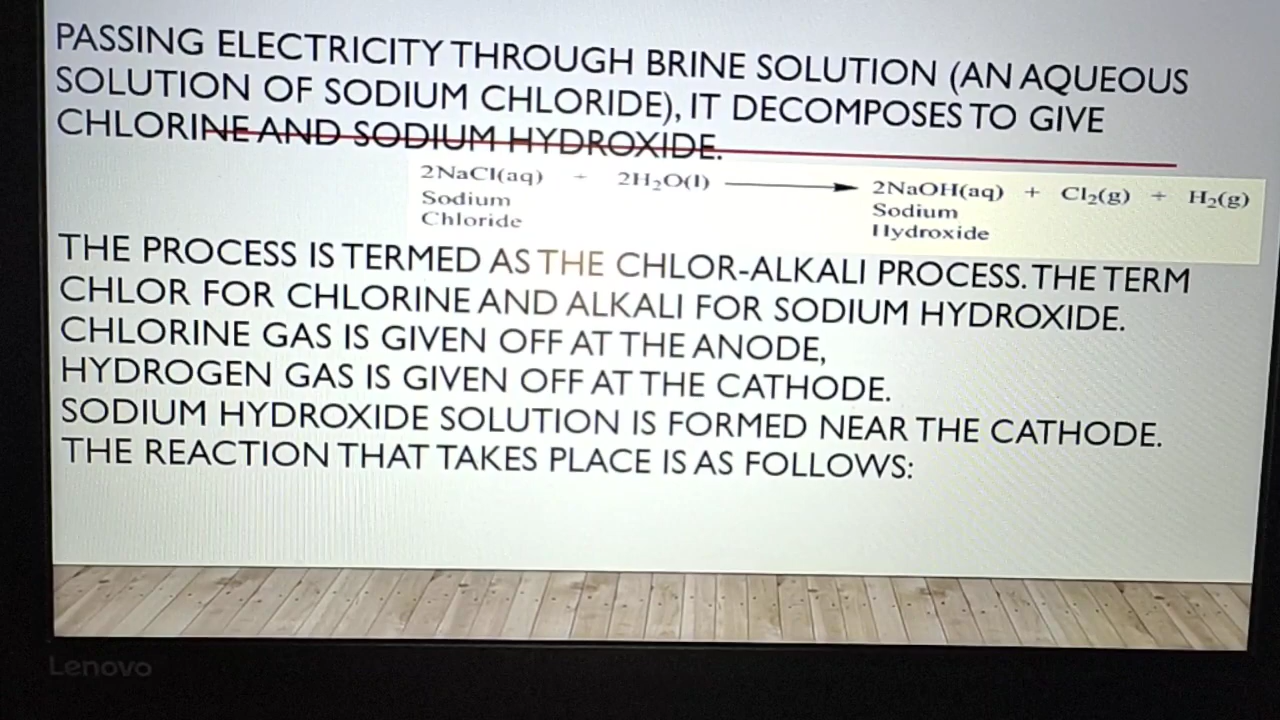 PASSING ELECTRICITY THROUGH BRINE SOLUTION (AN AQUEOUS
SOLUTION OF SODIUM CHLORIDE), IT DECOMPOSES TO GIVE
CHLORINE AND SODIUM HYDROXIDE.
2NaCl(aq) + 2H₂O(l) ⟶ 2NaOH(aq) + Cl₂(g) + H₂(g)
Sodium Sodium
Chloride Hydroxide
THE PROCESS IS TERMED AS THE CHLOR-ALKALI PROCESS. THE TERM
CHLOR FOR CHLORINE AND ALKALI FOR SODIUM HYDROXIDE.
CHLORINE GAS IS GIVEN OFF AT THE ANODE,
HYDROGEN GAS IS GIVEN OFF AT THE CATHODE.
SODIUM HYDROXIDE SOLUTION IS FORMED NEAR THE CATHODE.
THE REACTION THAT TAKES PLACE IS AS FOLLOWS:
Lenovo